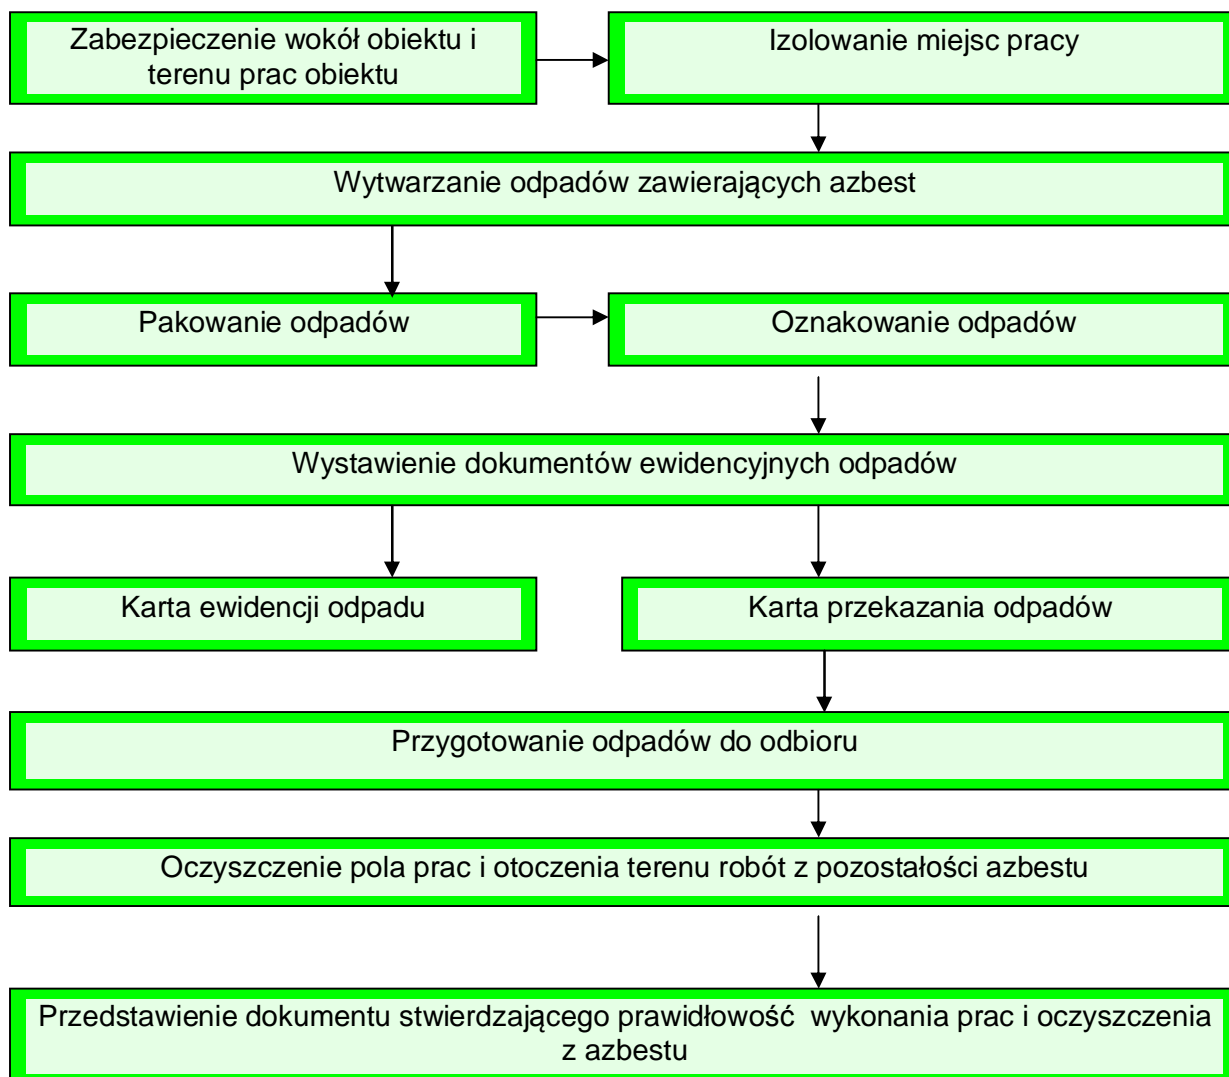 Zabezpieczenie wokół obiektu i
terenu prac obiektu
Izolowanie miejsc pracy
Wytwarzanie odpadów zawierających azbest
Pakowanie odpadów
Oznakowanie odpadów
Wystawienie dokumentów ewidencyjnych odpadów
Karta ewidencji odpadu
Karta przekazania odpadów
Przygotowanie odpadów do odbioru
Oczyszczenie pola prac i otoczenia terenu robót z pozostałości azbestu
Przedstawienie dokumentu stwierdzającego prawidłowość wykonania prac i oczyszczenia
z azbestu